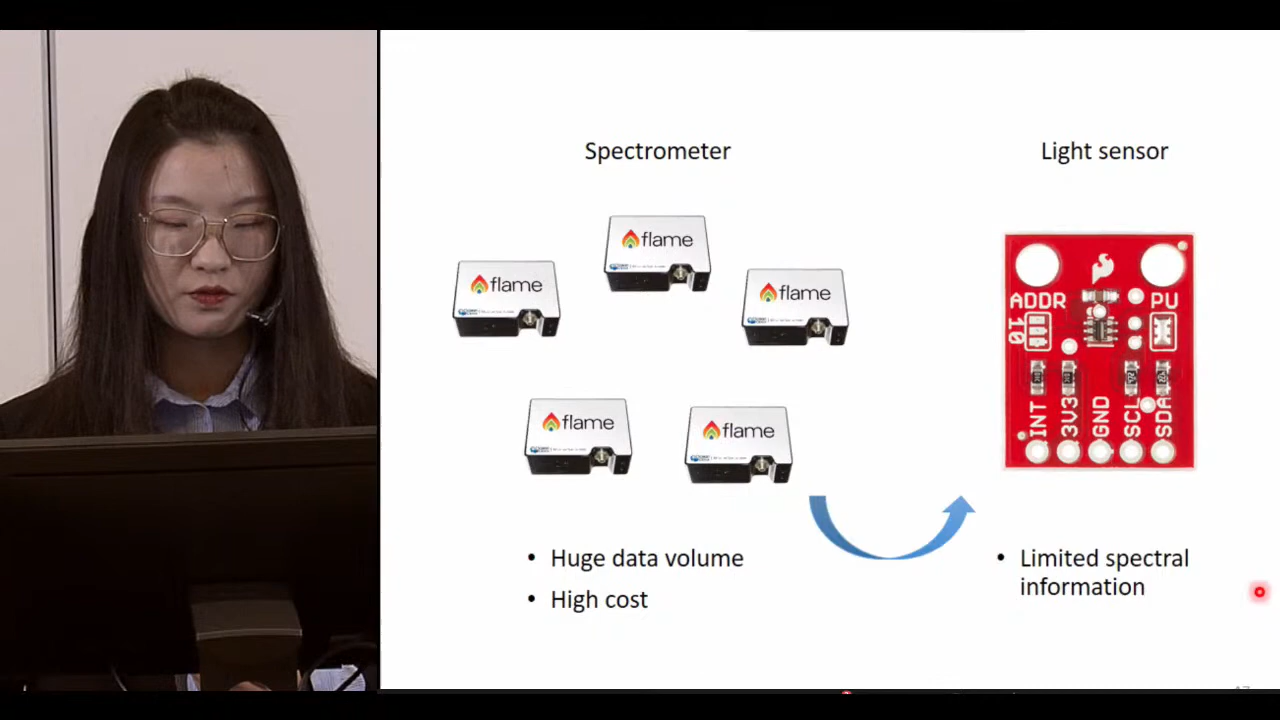 Spectrometer
Light sensor
flame
flame
flame
flame
flame
ADDR
PU
10
INT
3V3
GND
SCL
SDA
• Huge data volume
• High cost
• Limited spectral
information